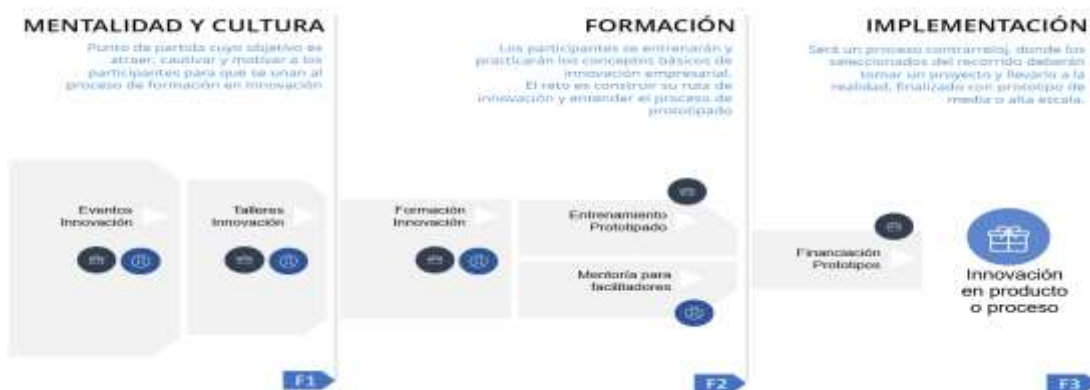 MENTALIDAD Y CULTURA
Punto de partida cuyo objetivo es
atraer, cautivar y motivar a los
participantes para que se unan al
proceso de formación en Innovación
FORMACIÓN
Los participantes se entrenarán y
practicarán los conceptos básicos de
innovación empresarial.
El reto es construir su ruta de
innovación y entender el proceso de
prototipado
IMPLEMENTACIÓN
Será un proceso contrarreloj, donde los
seleccionados del recorrido deberán
tomar un proyecto y llevarlo a la
realidad, finalizado con prototipo de
media o alta escala.
Eventos
Innovación
Talleres
Innovación
Formación
Innovación
Entrenamiento
Prototipado
Mentoría para
facilitadores
Financiación
Prototipos
Innovación
en producto
o proceso
F1
F2
F3